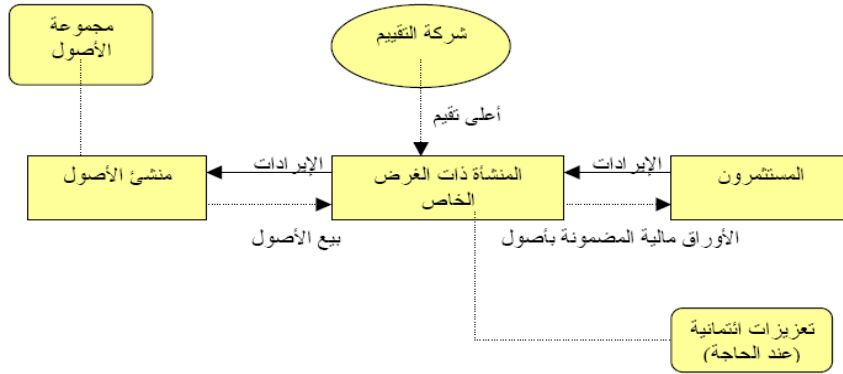 مجموعة
الأصول
شركة التقييم
أعلى تقيم
المستثمرون
الإيرادات
المنشأة ذات الغرض
الخاص
الإيرادات
منشئ الأصول
الأوراق مالية المضمونة بأصول
بيع الأصول
تعزيزات ائتمانية
(عند الحاجة)